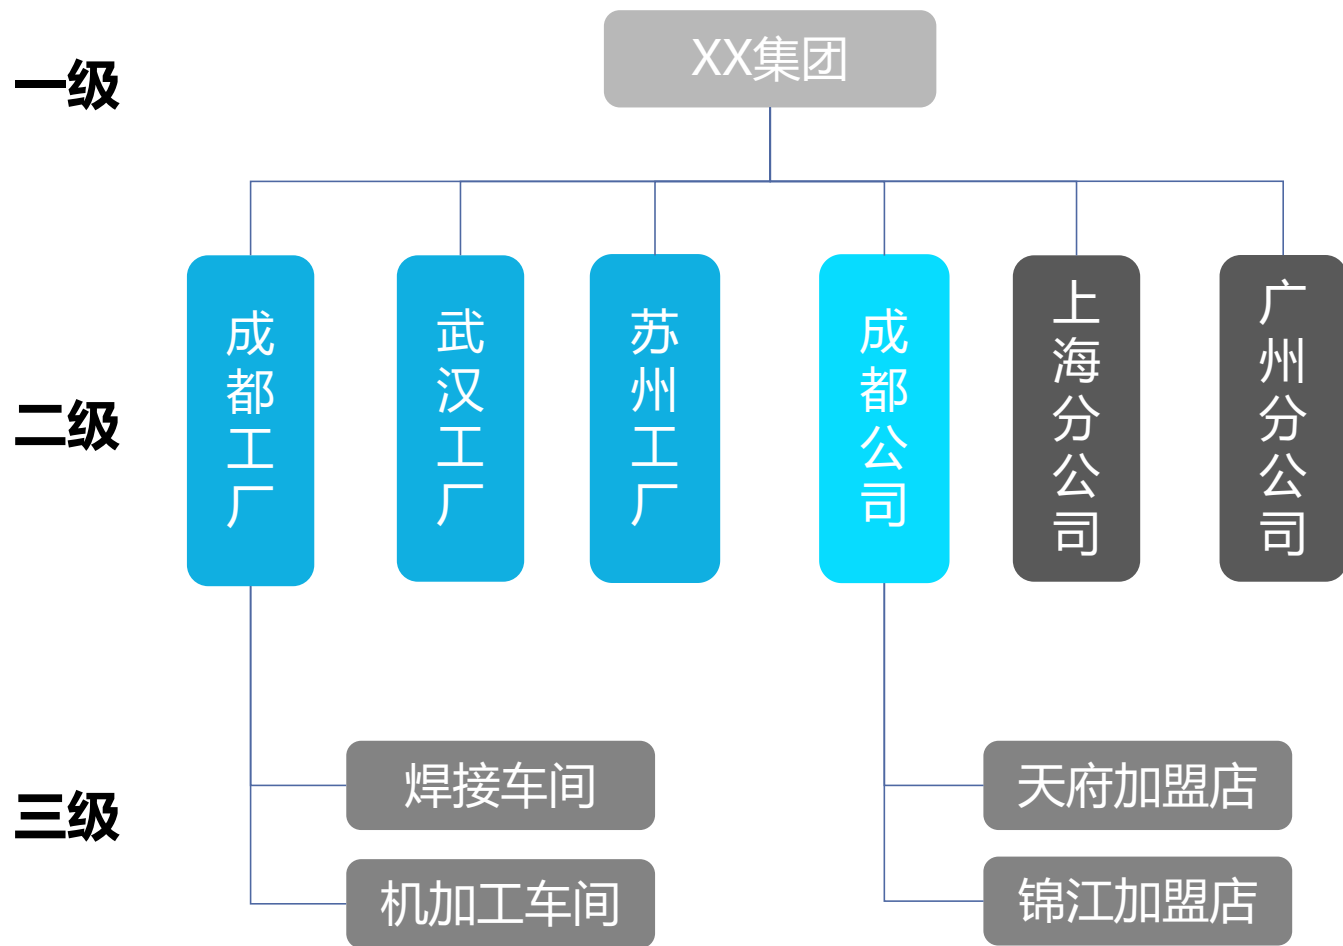 XX集团
一级
成都工厂
武汉工厂
苏州工厂
成都公司
上海分公司
广州分公司
二级
焊接车间
天府加盟店
三级
机加工车间
锦江加盟店